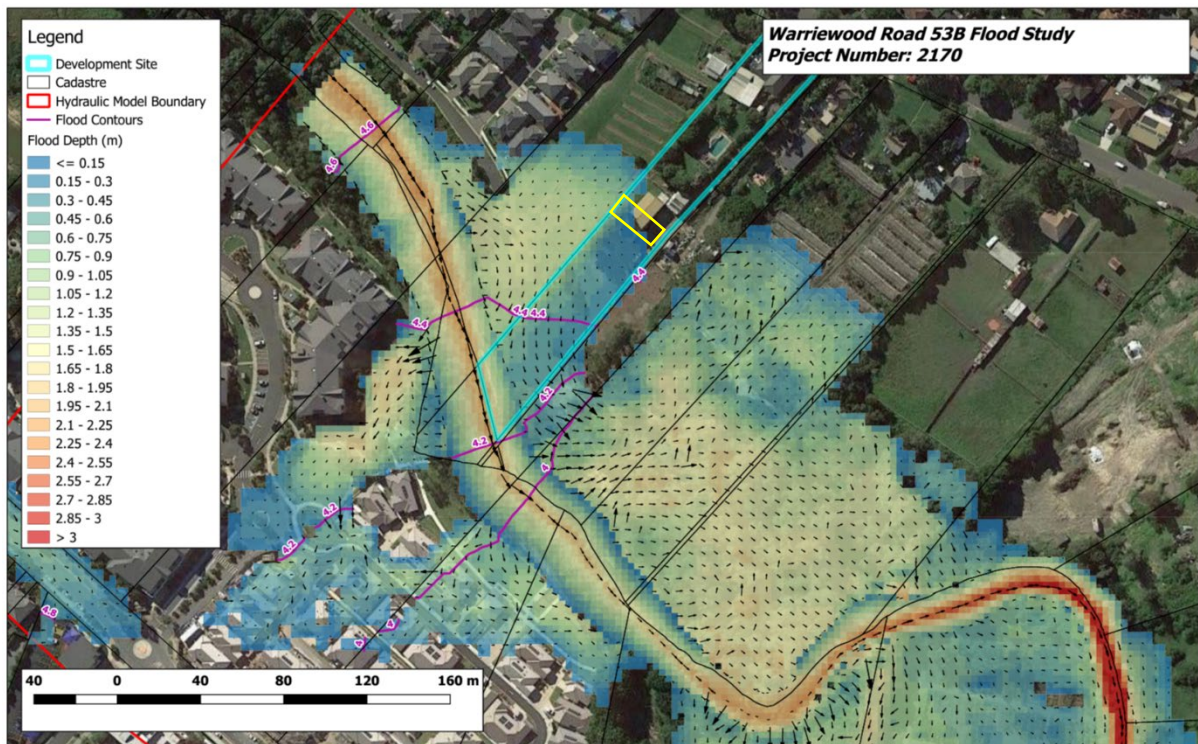 Warriewood Road 53B Flood Study
Project Number: 2170
Legend
Development Site
Cadastre
Hydraulic Model Boundary
Flood Contours
Flood Depth (m)
<= 0.15
0.15 - 0.3
0.3 - 0.45
0.45 - 0.6
0.6 - 0.75
0.75 - 0.9
0.9 - 1.05
1.05 - 1.2
1.2 - 1.35
1.35 - 1.5
1.5 - 1.65
1.65 - 1.8
1.8 - 1.95
1.95 - 2.1
2.1 - 2.25
2.25 - 2.4
2.4 - 2.55
2.55 - 2.7
2.7 - 2.85
2.85 - 3
> 3
4.6
4.6
4.4
4.4
4.4 4.4
4.2
4.2
4
4.2
4.2
4.8
4
4
40 0 40 80 120 160 m